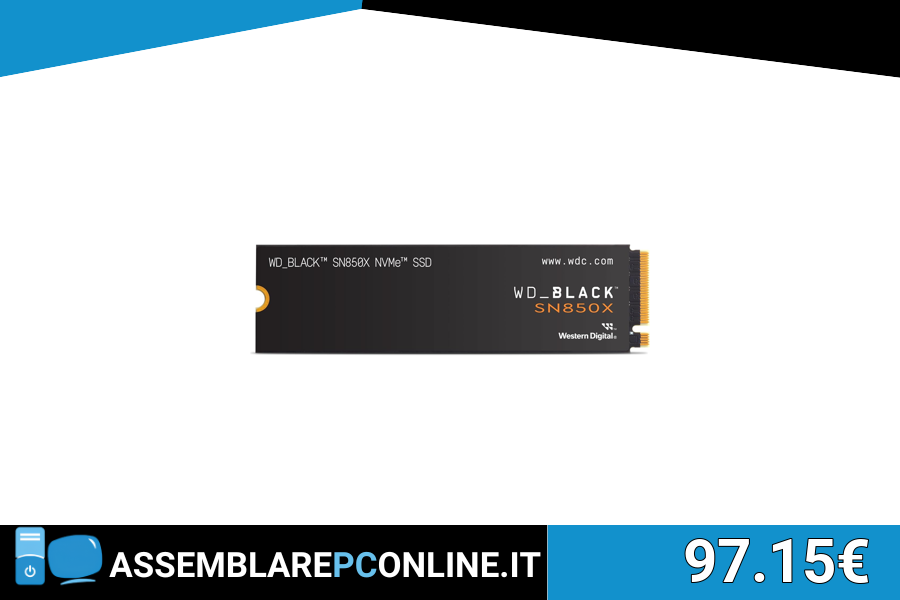 WD_BLACK™ SN850X NVMe™ SSD
www.wdc.com
WD_BLACK™
SN850X
Western Digital®
ASSEMBLAREPCONLINE.IT
97.15€